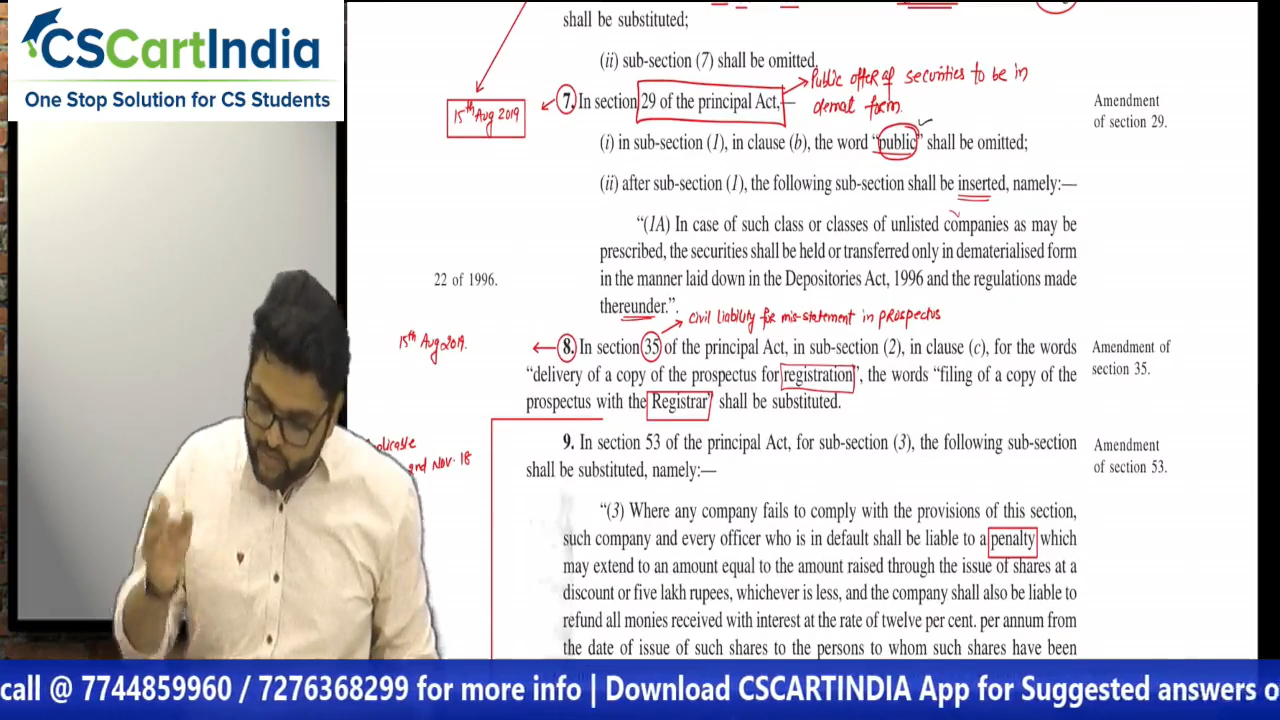 CSCartIndia
One Stop Solution for CS Students
shall be substituted;
(ii) sub-section (7) shall be omitted.
Public offer of securities to be in
demat form.
15th Aug 2019
7. In section 29 of the principal Act,—
Amendment
of section 29.
(i) in sub-section (1), in clause (b), the word “public” shall be omitted;
(ii) after sub-section (1), the following sub-section shall be inserted, namely:—
“(1A) In case of such class or classes of unlisted companies as may be
prescribed, the securities shall be held or transferred only in dematerialised form
22 of 1996.
in the manner laid down in the Depositories Act, 1996 and the regulations made
thereunder.”.
civil liability for mis-statement in prospectus
15th Aug 2019.
8. In section 35 of the principal Act, in sub-section (2), in clause (c), for the words
Amendment of
section 35.
“delivery of a copy of the prospectus for registration”, the words “filing of a copy of the
prospectus with the Registrar” shall be substituted.
Nov. 18
9. In section 53 of the principal Act, for sub-section (3), the following sub-section
Amendment
of section 53.
shall be substituted, namely:—
“(3) Where any company fails to comply with the provisions of this section,
such company and every officer who is in default shall be liable to a penalty which
may extend to an amount equal to the amount raised through the issue of shares at a
discount or five lakh rupees, whichever is less, and the company shall also be liable to
refund all monies received with interest at the rate of twelve per cent. per annum from
the date of issue of such shares to the persons to whom such shares have been
call @ 7744859960 / 7276368299 for more info | Download CSCARTINDIA App for Suggested answers o